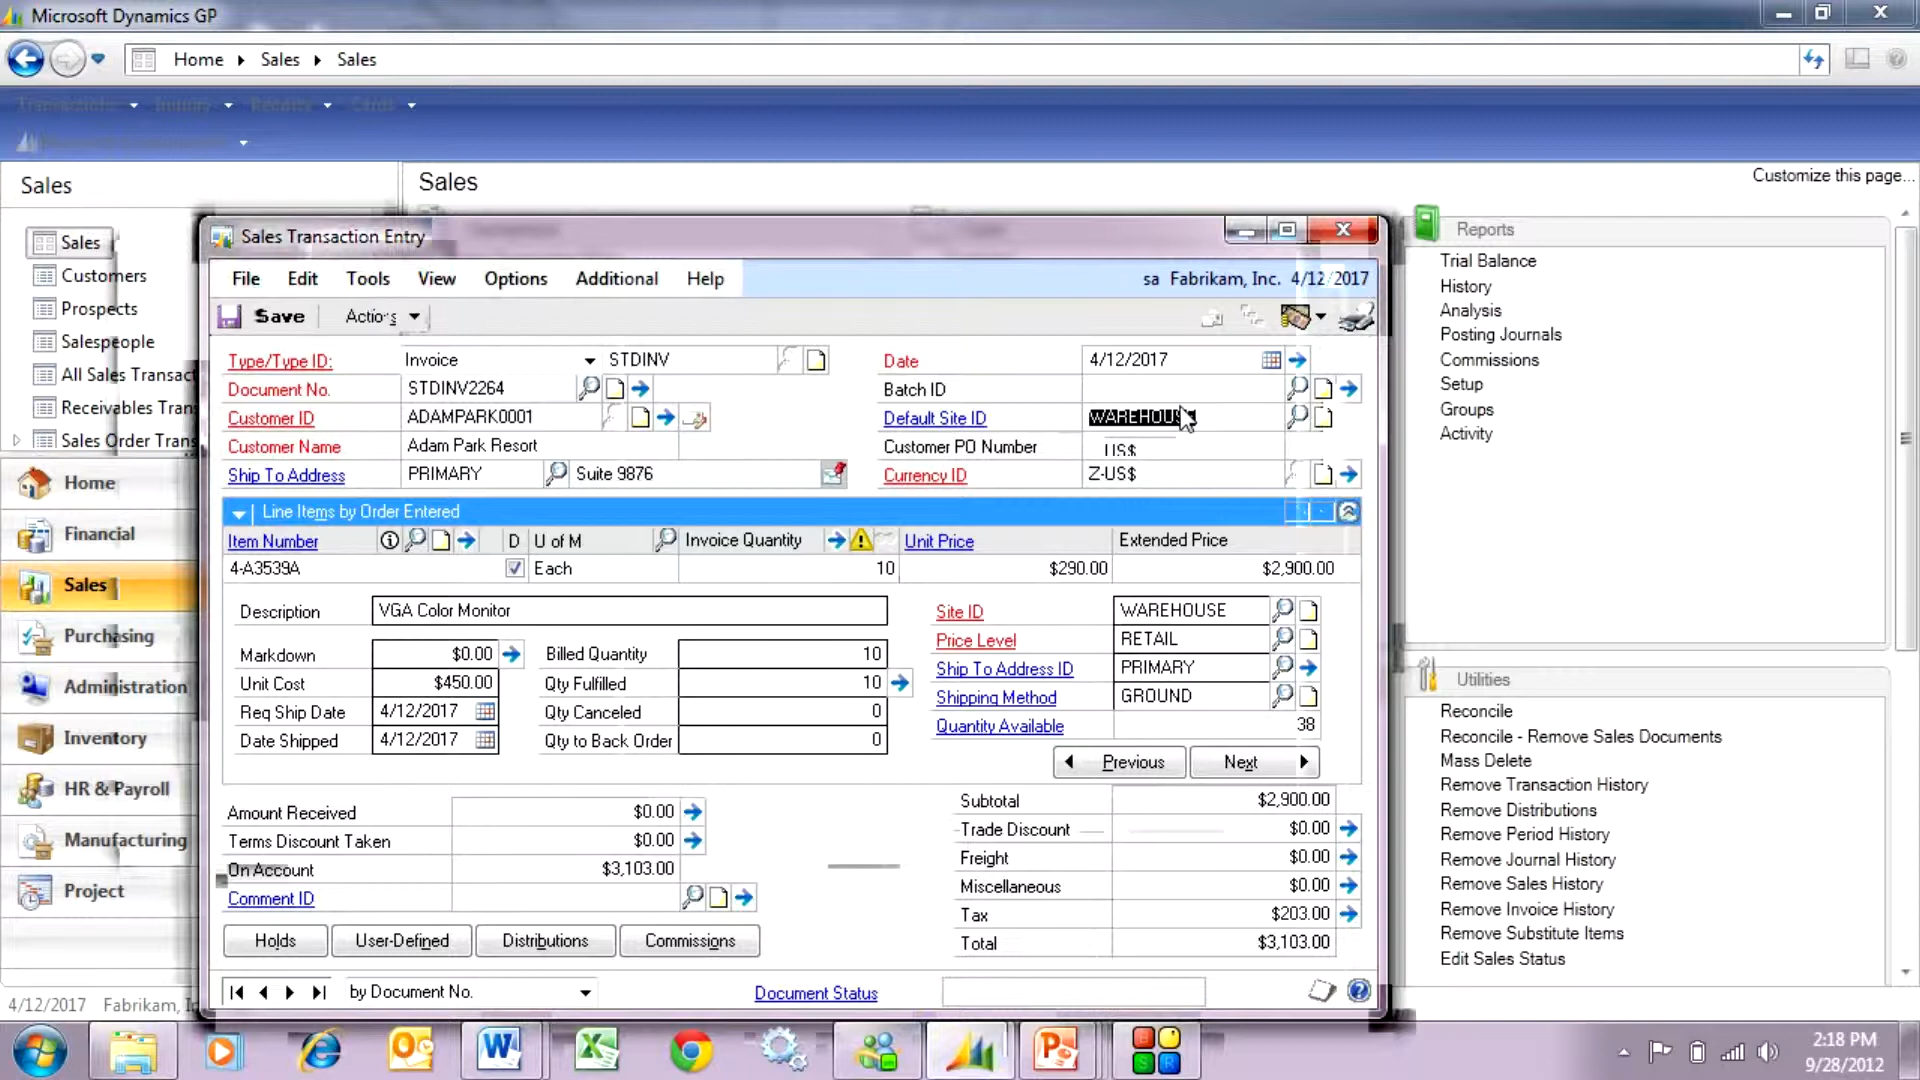 Microsoft Dynamics GP
Home Sales Sales
Sales
Sales
Customize this page...
Sales
Customers
Prospects
Salespeople
All Sales Transact
Receivables Tran
Sales Order Trans
Home
Financial
Sales
Purchasing
Administration
Inventory
HR & Payroll
Manufacturing
Project
4/12/2017 Fabrikam, In
Sales Transaction Entry
File Edit Tools View Options Additional Help
sa Fabrikam, Inc. 4/12/2017
Save Actions
Type/Type ID: Invoice STDINV
Document No. STDINV2264
Customer ID ADAMPARK0001
Customer Name Adam Park Resort
Ship To Address PRIMARY Suite 9876
Date 4/12/2017
Batch ID
Default Site ID WAREHOUS
Customer PO Number US$
Currency ID Z-US$
Line Items by Order Entered
Item Number D U of M Invoice Quantity Unit Price Extended Price
4-A3539A Each 10 $290.00 $2,900.00
Description VGA Color Monitor
Markdown $0.00
Unit Cost $450.00
Req Ship Date 4/12/2017
Date Shipped 4/12/2017
Billed Quantity 10
Qty Fulfilled 10
Qty Canceled 0
Qty to Back Order 0
Site ID WAREHOUSE
Price Level RETAIL
Ship To Address ID PRIMARY
Shipping Method GROUND
Quantity Available 38
Previous Next
Amount Received $0.00
Terms Discount Taken $0.00
On Account $3,103.00
Comment ID
Subtotal $2,900.00
Trade Discount $0.00
Freight $0.00
Miscellaneous $0.00
Tax $203.00
Total $3,103.00
Holds User-Defined Distributions Commissions
by Document No. Document Status
Reports
Trial Balance
History
Analysis
Posting Journals
Commissions
Setup
Groups
Activity
Utilities
Reconcile
Reconcile - Remove Sales Documents
Mass Delete
Remove Transaction History
Remove Distributions
Remove Period History
Remove Journal History
Remove Sales History
Remove Invoice History
Remove Substitute Items
Edit Sales Status
2:18 PM
9/28/2012